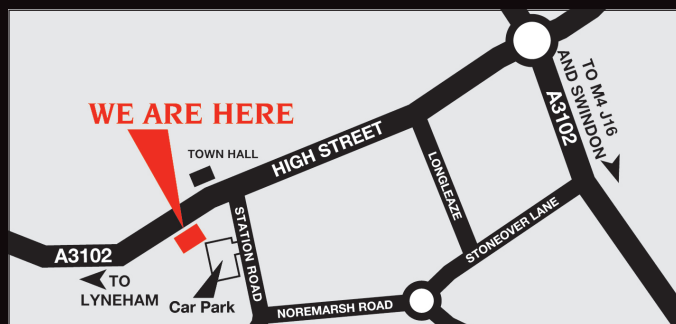 WE ARE HERE
TOWN HALL
HIGH STREET
TO M4 J16
AND SWINDON
A3102
LONGLEAZE
STONEOVER LANE
STATION ROAD
A3102
TO
LYNEHAM
Car Park
NOREMARSH ROAD